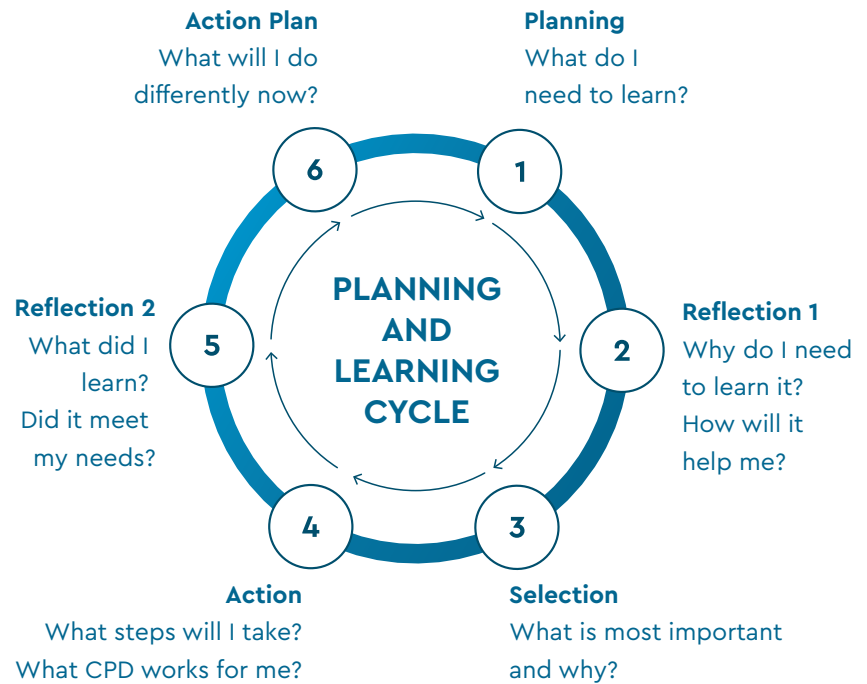 Action Plan
What will I do
differently now?
Planning
What do I
need to learn?
6
1
PLANNING
AND
LEARNING
CYCLE
Reflection 2
What did I
learn?
Did it meet
my needs?
5
2
Reflection 1
Why do I need
to learn it?
How will it
help me?
4
3
Action
What steps will I take?
What CPD works for me?
Selection
What is most important
and why?